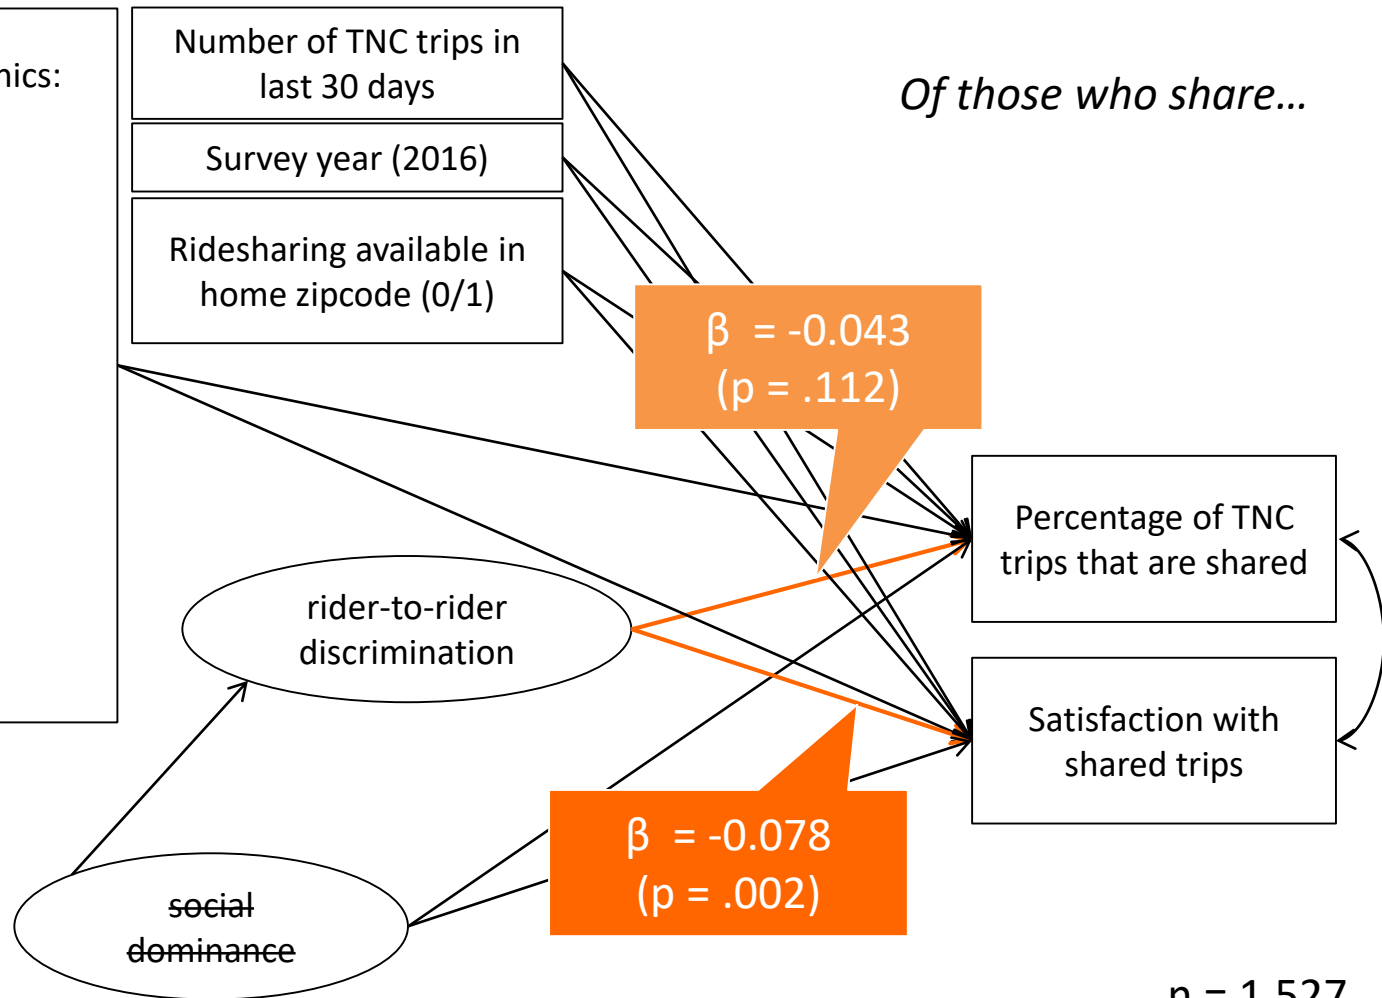 nics:
Number of TNC trips in
last 30 days
Survey year (2016)
Ridesharing available in
home zipcode (0/1)
Of those who share…
β = -0.043
(p = .112)
Percentage of TNC
trips that are shared
rider-to-rider
discrimination
Satisfaction with
shared trips
β = -0.078
(p = .002)
social
dominance
n = 1,527